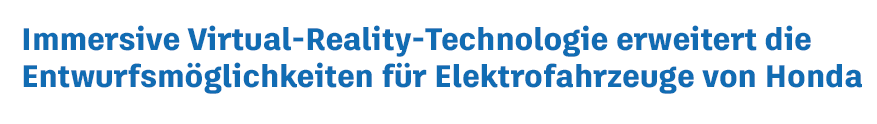 Immersive Virtual-Reality-Technologie erweitert die
Entwurfsmöglichkeiten für Elektrofahrzeuge von Honda